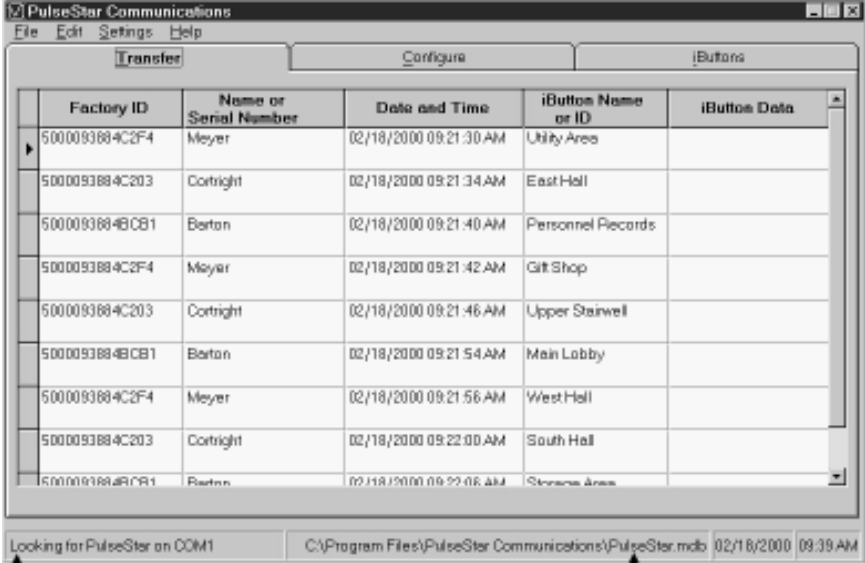 PulseStar Communications
File Edit Settings Help
Transfer Configure iButtons
Factory ID Name or Serial Number Date and Time iButton Name or ID iButton Data
5000093884C2F4 Meyer 02/18/2000 09:21:30 AM Utility Area
5000093884C203 Cortright 02/18/2000 09:21:34 AM East Hall
5000093884BCB1 Barton 02/18/2000 09:21:40 AM Personnel Records
5000093884C2F4 Meyer 02/18/2000 09:21:42 AM Gift Shop
5000093884C203 Cortright 02/18/2000 09:21:46 AM Upper Stairwell
5000093884BCB1 Barton 02/18/2000 09:21:54 AM Main Lobby
5000093884C2F4 Meyer 02/18/2000 09:21:56 AM West Hall
5000093884C203 Cortright 02/18/2000 09:22:00 AM South Hall
5000093884BCB1 Barton 02/18/2000 09:22:06 AM Storage Area
Looking for PulseStar on COM1 C:\Program Files\PulseStar Communications\PulseStar.mdb 02/18/2000 09:39 AM